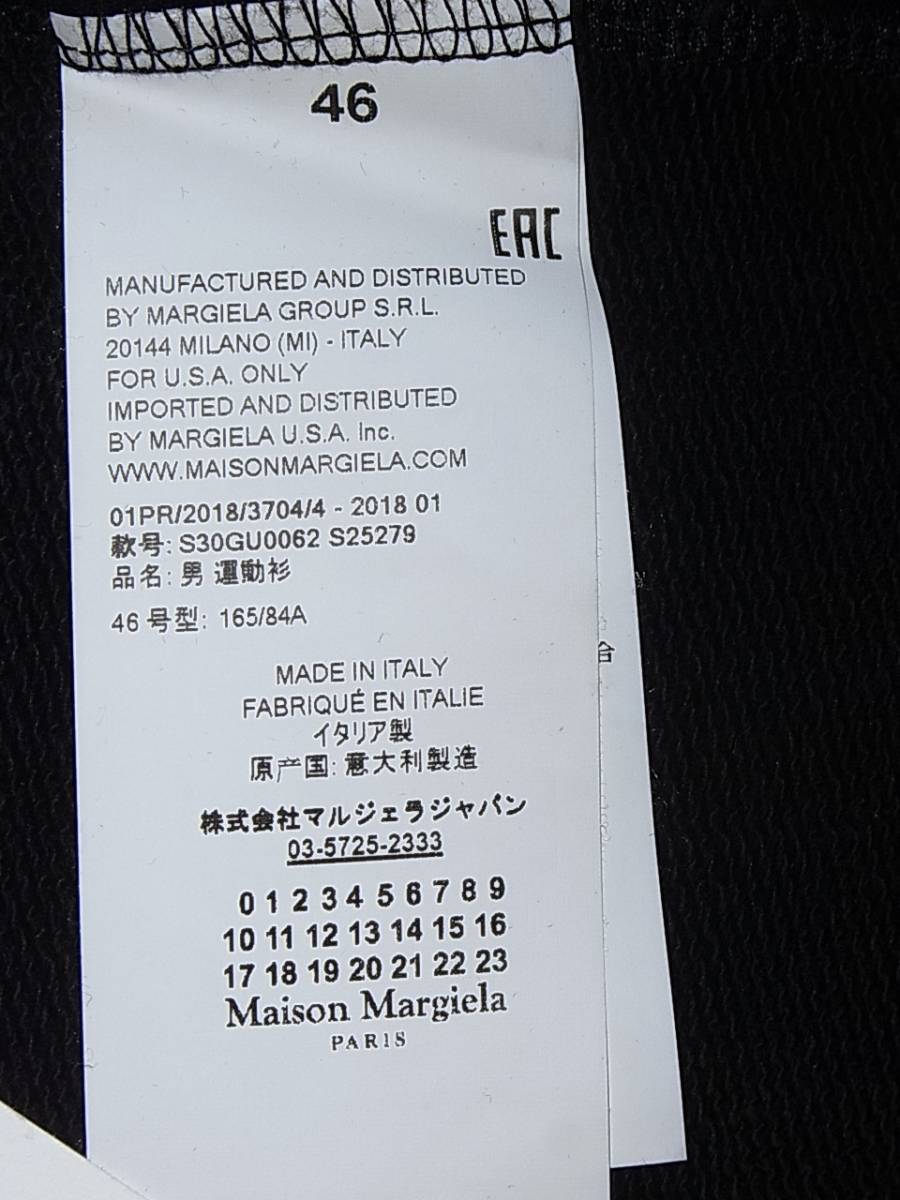 46
EAC
MANUFACTURED AND DISTRIBUTED
BY MARGIELA GROUP S.R.L.
20144 MILANO (MI) - ITALY
FOR U.S.A. ONLY
IMPORTED AND DISTRIBUTED
BY MARGIELA U.S.A. Inc.
WWW.MAISONMARGIELA.COM
01PR/2018/3704/4 - 2018 01
款号: S30GU0062 S25279
品名: 男 運動衫
46 号型: 165/84A
合
MADE IN ITALY
FABRIQUÉ EN ITALIE
イタリア製
原产国: 意大利製造
株式会社マルジェラジャパン
03-5725-2333
0 1 2 3 4 5 6 7 8 9
10 11 12 13 14 15 16
17 18 19 20 21 22 23
Maison Margiela
PARIS